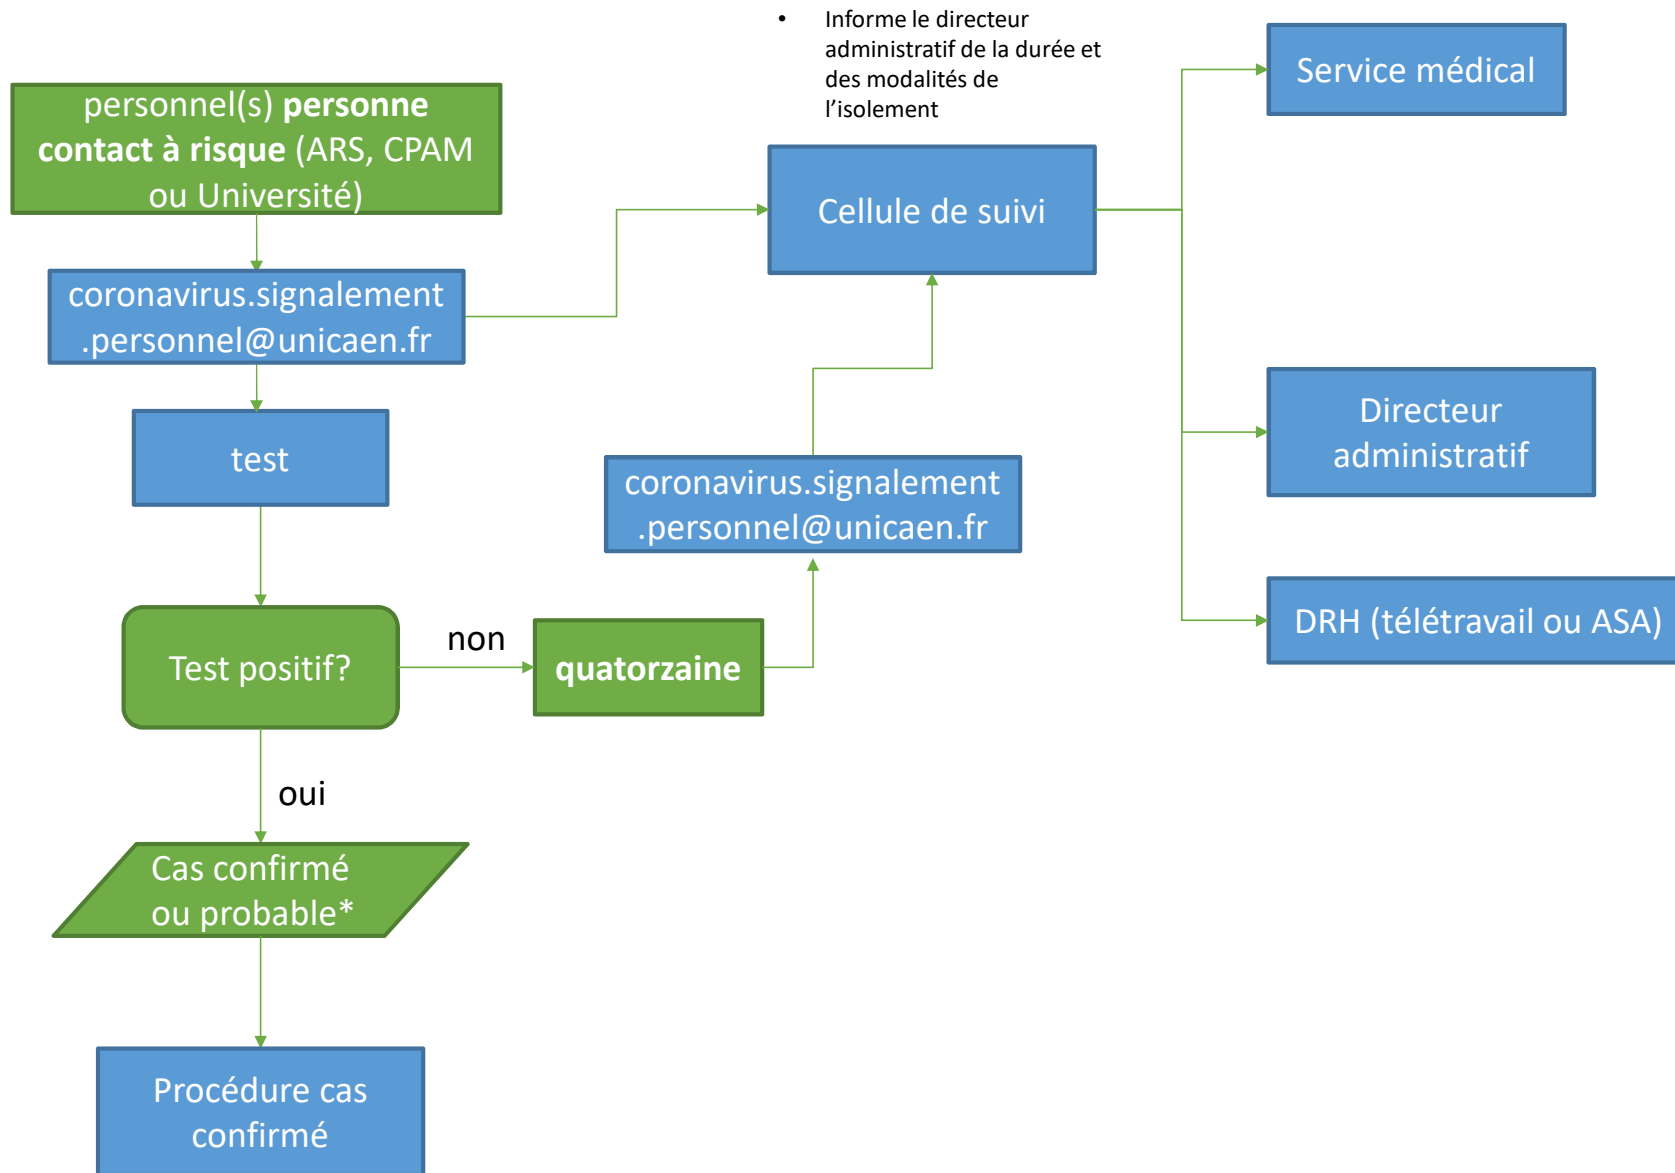 • Informe le directeur
administratif de la durée et
des modalités de
l’isolement
personnel(s) personne
contact à risque (ARS, CPAM
ou Université)
Service médical
Cellule de suivi
coronavirus.signalement
.personnel@unicaen.fr
test
Directeur
administratif
coronavirus.signalement
.personnel@unicaen.fr
DRH (télétravail ou ASA)
Test positif?
non
quatorzaine
oui
Cas confirmé
ou probable*
Procédure cas
confirmé